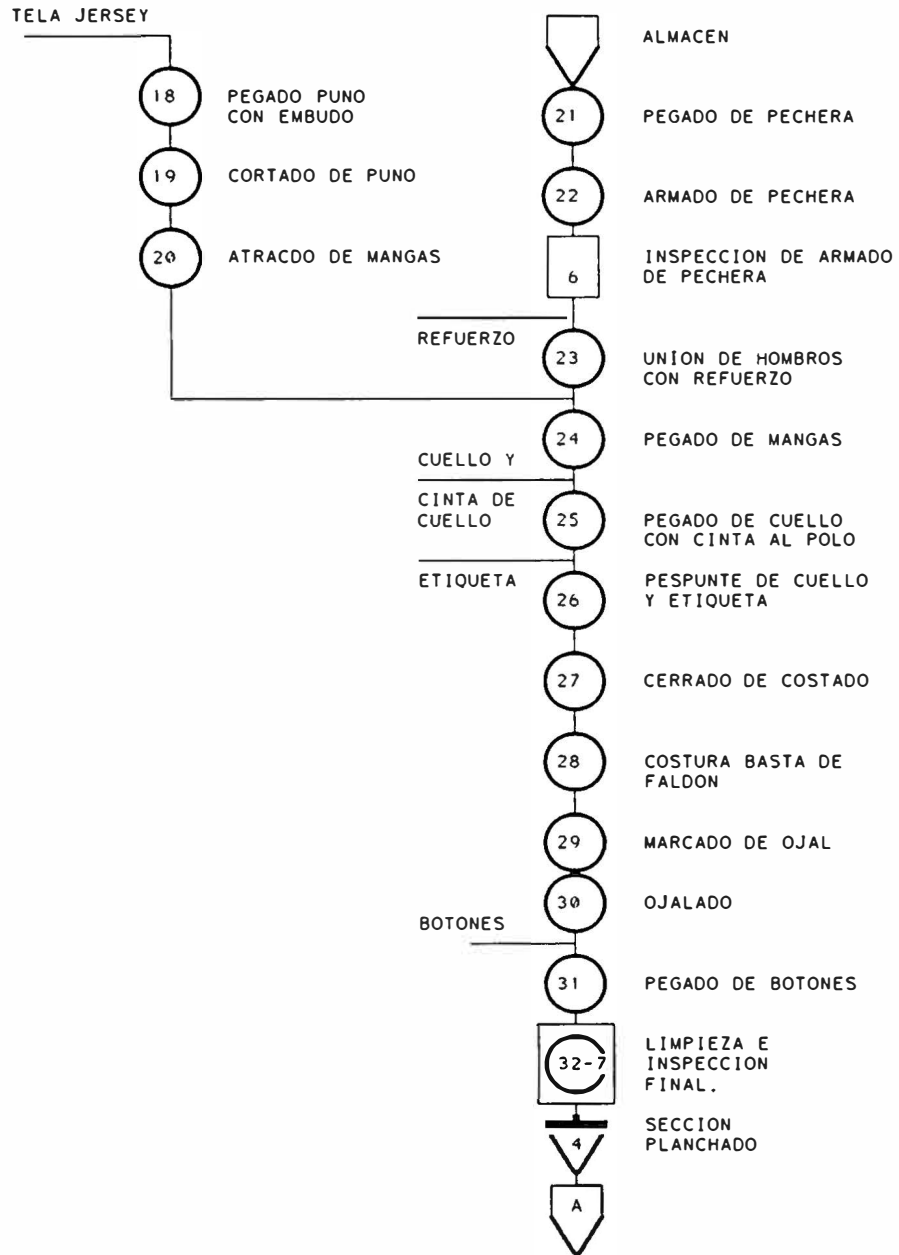 TELA JERSEY
18
PEGADO PUNO
CON EMBUDO
19
CORTADO DE PUNO
20
ATRACDO DE MANGAS
ALMACEN
21
PEGADO DE PECHERA
22
ARMADO DE PECHERA
6
INSPECCION DE ARMADO
DE PECHERA
REFUERZO
23
UNION DE HOMBROS
CON REFUERZO
24
PEGADO DE MANGAS
CUELLO Y
CINTA DE
CUELLO
25
PEGADO DE CUELLO
CON CINTA AL POLO
ETIQUETA
26
PESPUNTE DE CUELLO
Y ETIQUETA
27
CERRADO DE COSTADO
28
COSTURA BASTA DE
FALDON
29
MARCADO DE OJAL
30
OJALADO
BOTONES
31
PEGADO DE BOTONES
32-7
LIMPIEZA E
INSPECCION
FINAL.
4
SECCION
PLANCHADO
A